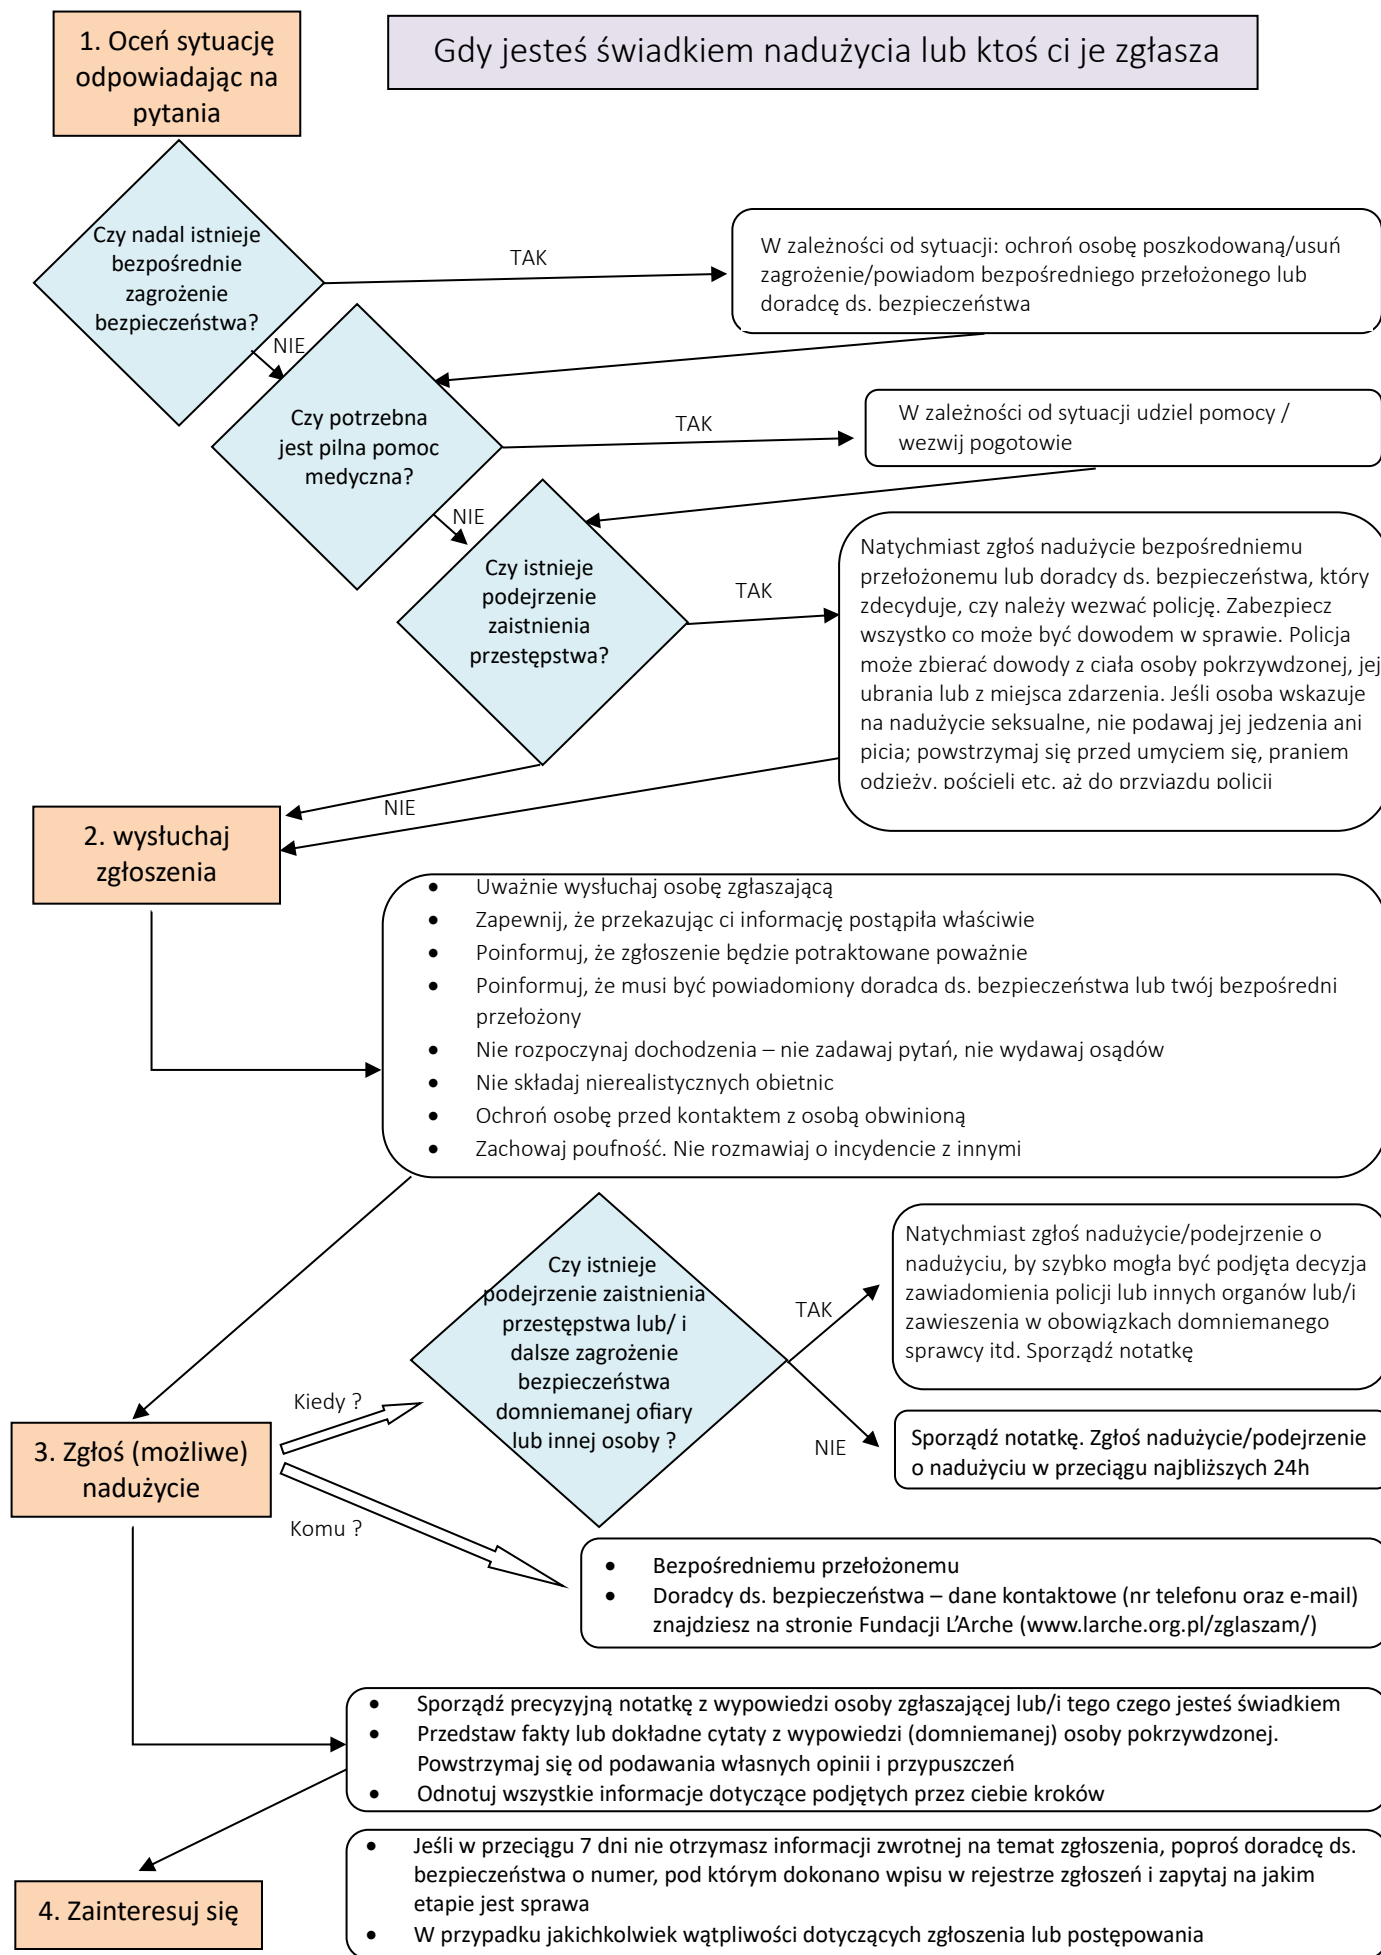 1. Oceń sytuację
odpowiadając na
pytania
Gdy jesteś świadkiem nadużycia lub ktoś ci je zgłasza
Czy nadal istnieje
bezpośrednie
zagrożenie
bezpieczeństwa?
TAK
W zależności od sytuacji: ochroń osobę poszkodowaną/usuń
zagrożenie/powiadom bezpośredniego przełożonego lub
doradcę ds. bezpieczeństwa
NIE
Czy potrzebna
jest pilna pomoc
medyczna?
TAK
W zależności od sytuacji udziel pomocy /
wezwij pogotowie
NIE
Czy istnieje
podejrzenie
zaistnienia
przestępstwa?
TAK
Natychmiast zgłoś nadużycie bezpośredniemu
przełożonemu lub doradcy ds. bezpieczeństwa, który
zdecyduje, czy należy wezwać policję. Zabezpiecz
wszystko co może być dowodem w sprawie. Policja
może zbierać dowody z ciała osoby pokrzywdzonej, jej
ubrania lub z miejsca zdarzenia. Jeśli osoba wskazuje
na nadużycie seksualne, nie podawaj jej jedzenia ani
picia; powstrzymaj się przed umyciem się, praniem
odzieży, pościeli etc. aż do przyjazdu policji
NIE
2. wysłuchaj
zgłoszenia
• Uważnie wysłuchaj osobę zgłaszającą
• Zapewnij, że przekazując ci informację postąpiła właściwie
• Poinformuj, że zgłoszenie będzie potraktowane poważnie
• Poinformuj, że musi być powiadomiony doradca ds. bezpieczeństwa lub twój bezpośredni
przełożony
• Nie rozpoczynaj dochodzenia – nie zadawaj pytań, nie wydawaj osądów
• Nie składaj nierealistycznych obietnic
• Ochroń osobę przed kontaktem z osobą obwinioną
• Zachowaj poufność. Nie rozmawiaj o incydencie z innymi
3. Zgłoś (możliwe)
nadużycie
Kiedy ?
Czy istnieje
podejrzenie zaistnienia
przestępstwa lub/ i
dalsze zagrożenie
bezpieczeństwa
domniemanej ofiary
lub innej osoby ?
TAK
Natychmiast zgłoś nadużycie/podejrzenie o
nadużyciu, by szybko mogła być podjęta decyzja
zawiadomienia policji lub innych organów lub/i
zawieszenia w obowiązkach domniemanego
sprawcy itd. Sporządź notatkę
NIE
Sporządź notatkę. Zgłoś nadużycie/podejrzenie
o nadużyciu w przeciągu najbliższych 24h
Komu ?
• Bezpośredniemu przełożonemu
• Doradcy ds. bezpieczeństwa – dane kontaktowe (nr telefonu oraz e-mail)
znajdziesz na stronie Fundacji L’Arche (www.larche.org.pl/zglaszam/)
• Sporządź precyzyjną notatkę z wypowiedzi osoby zgłaszającej lub/i tego czego jesteś świadkiem
• Przedstaw fakty lub dokładne cytaty z wypowiedzi (domniemanej) osoby pokrzywdzonej.
Powstrzymaj się od podawania własnych opinii i przypuszczeń
• Odnotuj wszystkie informacje dotyczące podjętych przez ciebie kroków
4. Zainteresuj się
• Jeśli w przeciągu 7 dni nie otrzymasz informacji zwrotnej na temat zgłoszenia, poproś doradcę ds.
bezpieczeństwa o numer, pod którym dokonano wpisu w rejestrze zgłoszeń i zapytaj na jakim
etapie jest sprawa
• W przypadku jakichkolwiek wątpliwości dotyczących zgłoszenia lub postępowania